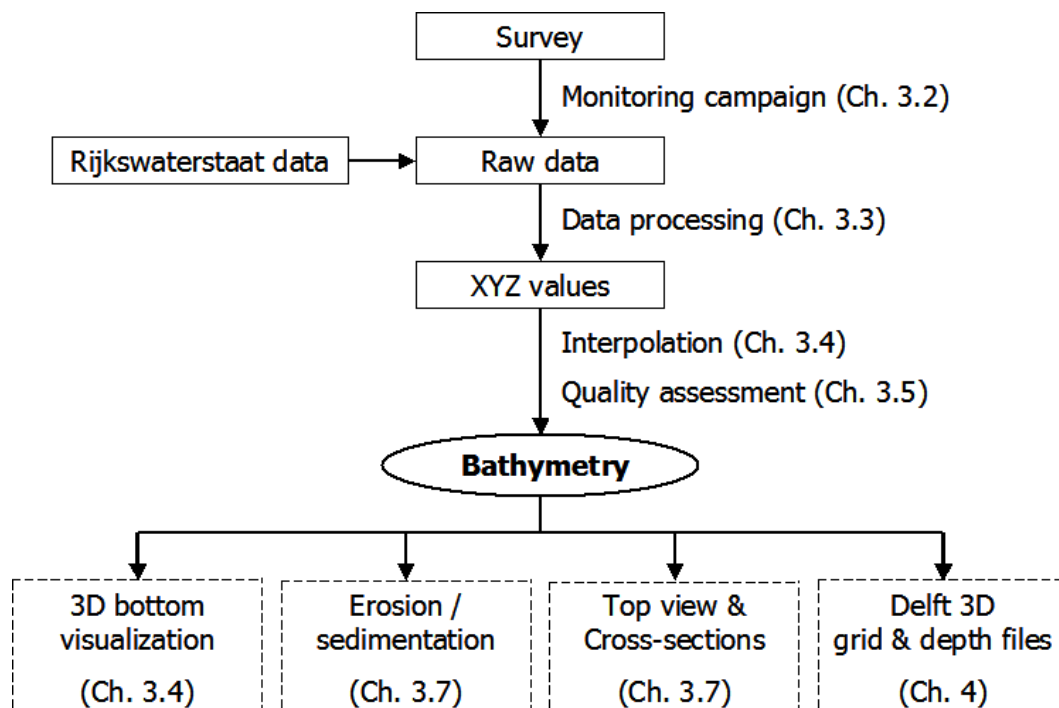 Survey
Monitoring campaign (Ch. 3.2)
Rijkswaterstaat data
Raw data
Data processing (Ch. 3.3)
XYZ values
Interpolation (Ch. 3.4)
Quality assessment (Ch. 3.5)
Bathymetry
3D bottom
visualization
(Ch. 3.4)
Erosion /
sedimentation
(Ch. 3.7)
Top view &
Cross-sections
(Ch. 3.7)
Delft 3D
grid & depth files
(Ch. 4)